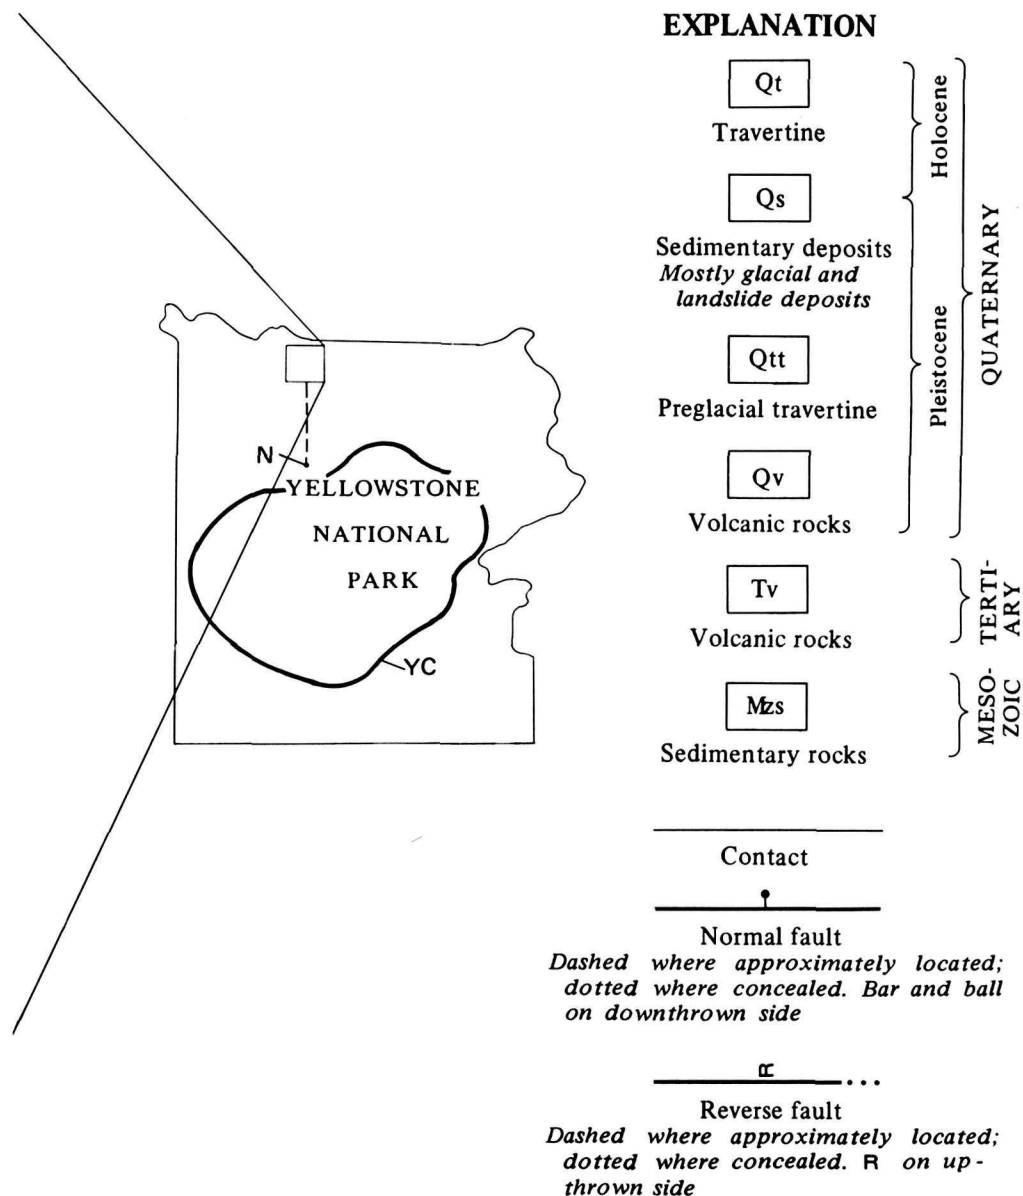 EXPLANATION
Qt
Travertine
Qs
Sedimentary deposits
Mostly glacial and
landslide deposits
Qtt
Preglacial travertine
Qv
Volcanic rocks
Tv
Volcanic rocks
Mzs
Sedimentary rocks
Holocene
Pleistocene
QUATERNARY
TERTI-
ARY
MESO-
ZOIC
N
YELLOWSTONE
NATIONAL
PARK
YC
Contact
Normal fault
Dashed where approximately located;
dotted where concealed. Bar and ball
on downthrown side
R
Reverse fault
Dashed where approximately located;
dotted where concealed. R on up-
thrown side